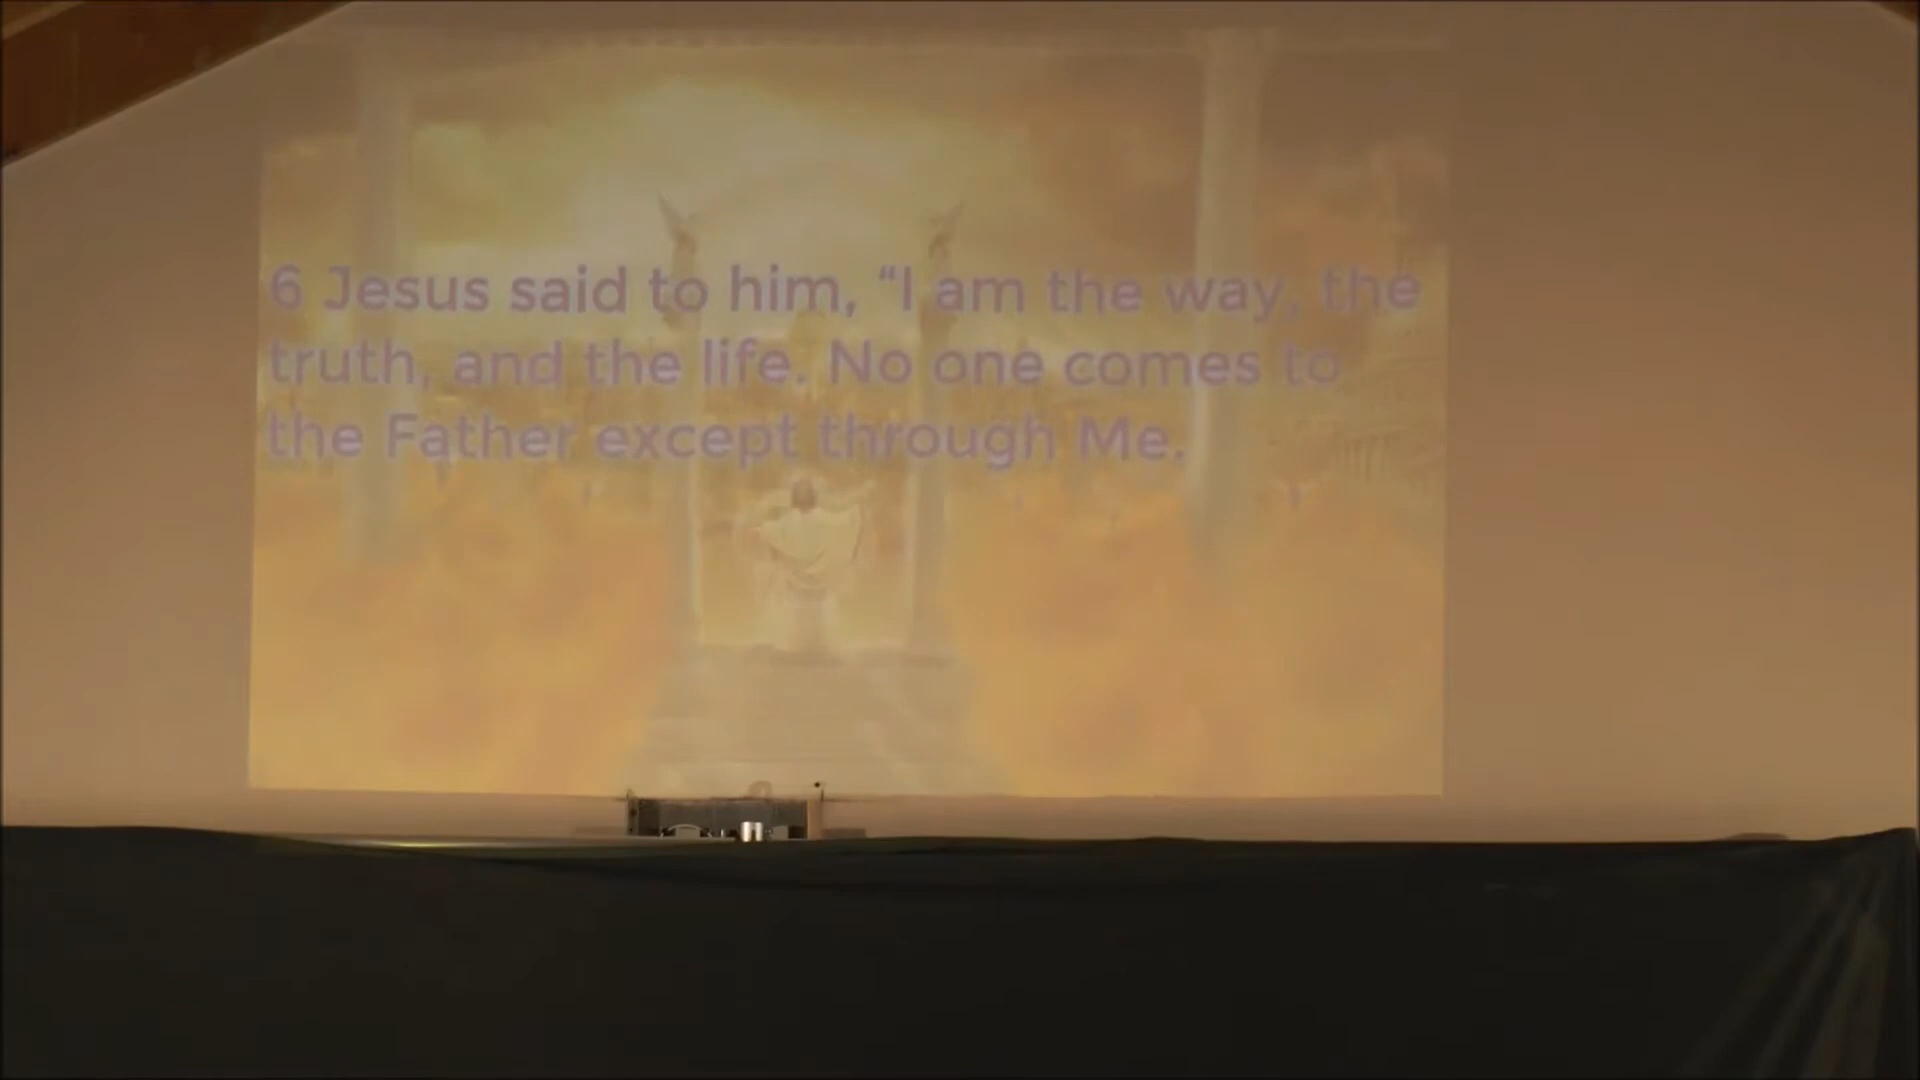 6 Jesus said to him, “I am the way, the
truth, and the life. No one comes to
the Father except through Me.